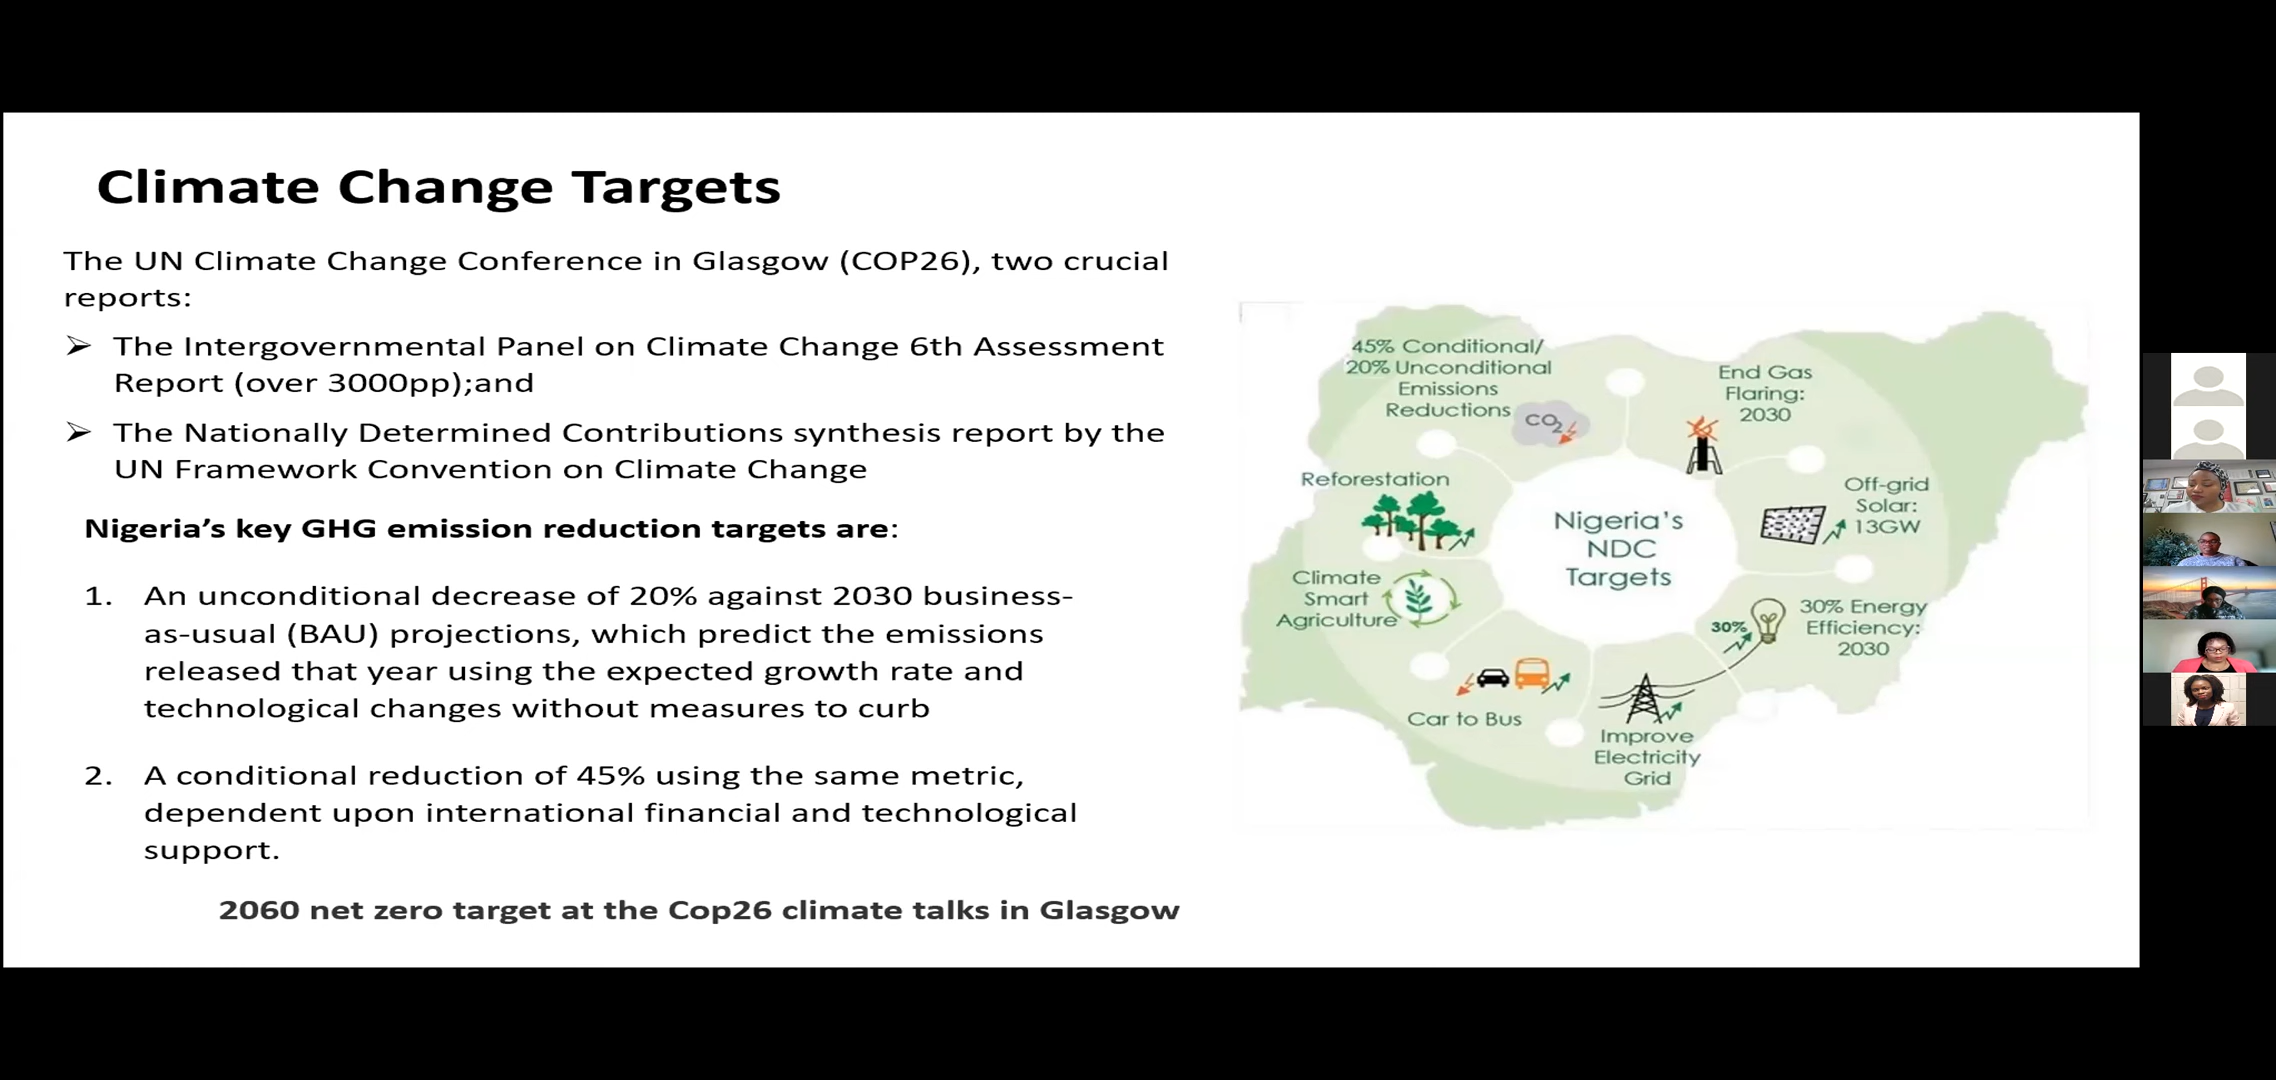 Climate Change Targets
The UN Climate Change Conference in Glasgow (COP26), two crucial
reports:
➢ The Intergovernmental Panel on Climate Change 6th Assessment
Report (over 3000pp);and
➢ The Nationally Determined Contributions synthesis report by the
UN Framework Convention on Climate Change
Nigeria’s key GHG emission reduction targets are:
1. An unconditional decrease of 20% against 2030 business-
as-usual (BAU) projections, which predict the emissions
released that year using the expected growth rate and
technological changes without measures to curb
2. A conditional reduction of 45% using the same metric,
dependent upon international financial and technological
support.
2060 net zero target at the Cop26 climate talks in Glasgow
45% Conditional/
20% Unconditional
Emissions
Reductions
CO2
End Gas
Flaring:
2030
Off-grid
Solar:
13GW
30% Energy
Efficiency:
2030
30%
Improve
Electricity
Grid
Car to Bus
Climate
Smart
Agriculture
Reforestation
Nigeria’s
NDC
Targets